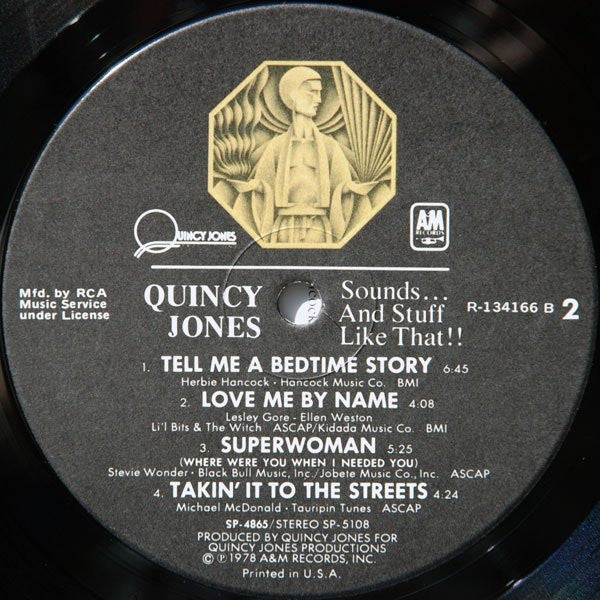 QUINCY JONES
A&M
RECORDS
Mfd. by RCA
Music Service
under License
QUINCY
JONES
Sounds...
And Stuff
Like That!!
R-134166 B 2
1. TELL ME A BEDTIME STORY 6:45
Herbie Hancock - Hancock Music Co. BMI
2. LOVE ME BY NAME 4:08
Lesley Gore - Ellen Weston
Li'l Bits & The Witch ASCAP/Kidada Music Co. BMI
3. SUPERWOMAN 5:25
(WHERE WERE YOU WHEN I NEEDED YOU)
Stevie Wonder - Black Bull Music, Inc./Jobete Music Co., Inc. ASCAP
4. TAKIN' IT TO THE STREETS 4:24
Michael McDonald - Tauripin Tunes ASCAP
SP-4865/STEREO SP-5108
PRODUCED BY QUINCY JONES FOR
QUINCY JONES PRODUCTIONS
© ℗ 1978 A&M RECORDS, INC.
Printed in U.S.A.